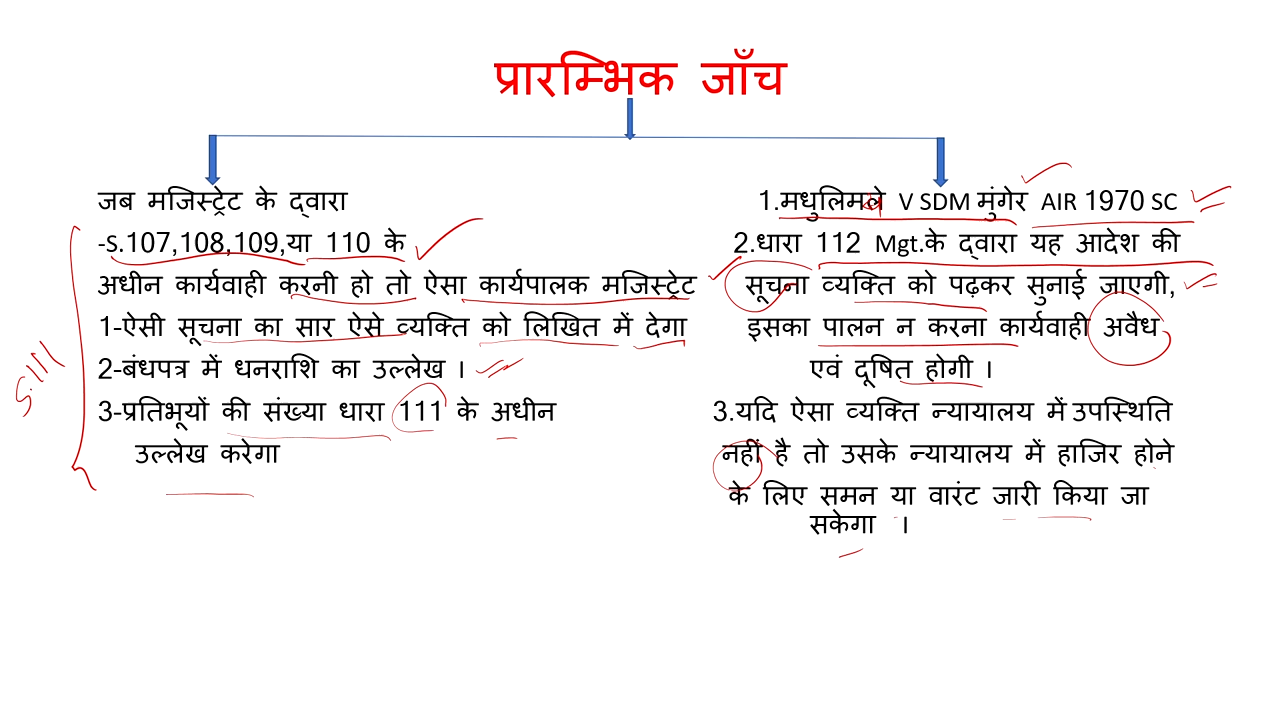 प्रारम्भिक जाँच
जब मजिस्ट्रेट के द्वारा
-S.107,108,109,या 110 के
अधीन कार्यवाही करनी हो तो ऐसा कार्यपालक मजिस्ट्रेट
1-ऐसी सूचना का सार ऐसे व्यक्ति को लिखित में देगा
2-बंधपत्र में धनराशि का उल्लेख ।
3-प्रतिभूयों की संख्या धारा 111 के अधीन
उल्लेख करेगा
S.111
1.मधुलिमले V SDM मुंगेर AIR 1970 SC
2.धारा 112 Mgt.के द्वारा यह आदेश की
सूचना व्यक्ति को पढ़कर सुनाई जाएगी,
इसका पालन न करना कार्यवाही अवैध
एवं दूषित होगी ।
3.यदि ऐसा व्यक्ति न्यायालय में उपस्थिति
नहीं है तो उसके न्यायालय में हाजिर होने
के लिए समन या वारंट जारी किया जा
सकेगा ।